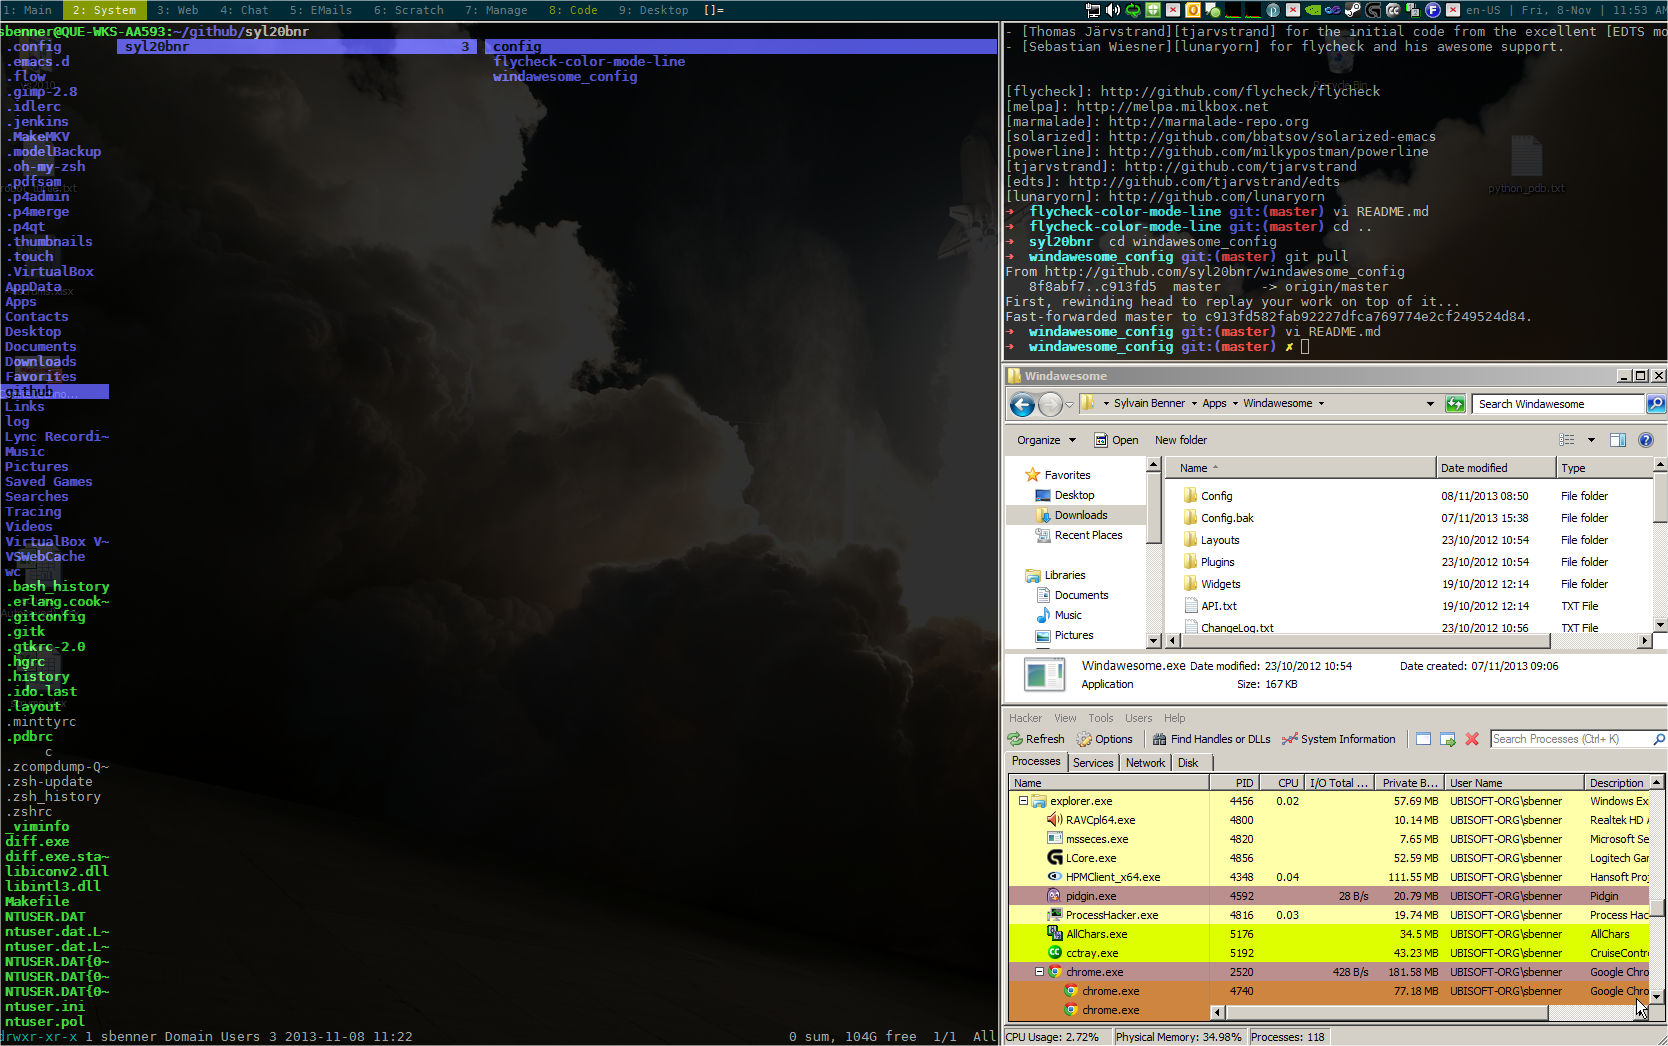 1: Main 2: System 3: Web 4: Chat 5: EMails 6: Scratch 7: Manage 8: Code 9: Desktop []= en-US | Fri, 8-Nov | 11:53 AM
sbenner@QUE-WKS-AA593:~/github/syl20bnr
.config
.emacs.d
.flow
.gimp-2.8
.idlerc
.jenkins
.MakeMKV
.modelBackup
.oh-my-zsh
.pdfsam
.p4admin
.p4merge
.p4qt
.thumbnails
.touch
.VirtualBox
AppData
Apps
Contacts
Desktop
Documents
Downloads
Favorites
github
Links
log
Lync Recordi~
Music
Pictures
Saved Games
Searches
Tracing
Videos
VirtualBox V~
VSWebCache
wc
.bash_history
.erlang.cook~
.gitconfig
.gitk
.gtkrc-2.0
.hgrc
.history
.ido.last
.layout
.minttyrc
.pdbrc
c
.zcompdump-Q~
.zsh-update
.zsh_history
.zshrc
_viminfo
diff.exe
diff.exe.sta~
libiconv2.dll
libintl3.dll
Makefile
NTUSER.DAT
ntuser.dat.L~
ntuser.dat.L~
NTUSER.DAT{0~
NTUSER.DAT{0~
NTUSER.DAT{0~
ntuser.ini
ntuser.pol
syl20bnr 3
config
flycheck-color-mode-line
windawesome_config
drwxr-xr-x 1 sbenner Domain Users 3 2013-11-08 11:22 0 sum, 104G free 1/1 All
- [Thomas Järvstrand][tjarvstrand] for the initial code from the excellent [EDTS mo
- [Sebastian Wiesner][lunaryorn] for flycheck and his awesome support.
Recycle Bin
[flycheck]: http://github.com/flycheck/flycheck
[melpa]: http://melpa.milkbox.net
[marmalade]: http://marmalade-repo.org
[solarized]: http://github.com/bbatsov/solarized-emacs
[powerline]: http://github.com/milkypostman/powerline
[tjarvstrand]: http://github.com/tjarvstrand
[edts]: http://github.com/tjarvstrand/edts
[lunaryorn]: http://github.com/lunaryorn
python_pdb.txt
➜ flycheck-color-mode-line git:(master) vi README.md
➜ flycheck-color-mode-line git:(master) cd ..
➜ syl20bnr cd windawesome_config
➜ windawesome_config git:(master) git pull
From http://github.com/syl20bnr/windawesome_config
8f8abf7..c913fd5 master -> origin/master
First, rewinding head to replay your work on top of it...
Fast-forwarded master to c913fd582fab92227dfca769774e2cf249524d84.
➜ windawesome_config git:(master) vi README.md
➜ windawesome_config git:(master) ✗
Windawesome
Sylvain Benner Apps Windawesome Search Windawesome
Organize Open New folder
Favorites
Desktop
Downloads
Recent Places
Libraries
Documents
Music
Pictures
Name Date modified Type
Config 08/11/2013 08:50 File folder
Config.bak 07/11/2013 15:38 File folder
Layouts 23/10/2012 10:54 File folder
Plugins 23/10/2012 10:54 File folder
Widgets 19/10/2012 12:14 File folder
API.txt 19/10/2012 12:14 TXT File
ChangeLog.txt 23/10/2012 10:56 TXT File
Windawesome.exe Date modified: 23/10/2012 10:54 Date created: 07/11/2013 09:06
Application Size: 167 KB
Hacker View Tools Users Help
Refresh Options Find Handles or DLLs System Information Search Processes (Ctrl+K)
Processes Services Network Disk
Name PID CPU I/O Total ... Private B... User Name Description
explorer.exe 4456 0.02 57.69 MB UBISOFT-ORG\sbenner Windows Ex
RAVCpl64.exe 4800 10.14 MB UBISOFT-ORG\sbenner Realtek HD A
msseces.exe 4820 7.65 MB UBISOFT-ORG\sbenner Microsoft Se
LCore.exe 4856 52.59 MB UBISOFT-ORG\sbenner Logitech Gar
HPMClient_x64.exe 4348 0.04 111.55 MB UBISOFT-ORG\sbenner Hansoft Proj
pidgin.exe 4592 28 B/s 20.79 MB UBISOFT-ORG\sbenner Pidgin
ProcessHacker.exe 4816 0.03 19.74 MB UBISOFT-ORG\sbenner Process Hac
AllChars.exe 5176 34.5 MB UBISOFT-ORG\sbenner AllChars
cctray.exe 5192 43.23 MB UBISOFT-ORG\sbenner CruiseContr
chrome.exe 2520 428 B/s 181.58 MB UBISOFT-ORG\sbenner Google Chro
chrome.exe 4740 77.18 MB UBISOFT-ORG\sbenner Google Chro
chrome.exe
CPU Usage: 2.72% Physical Memory: 34.98% Processes: 118